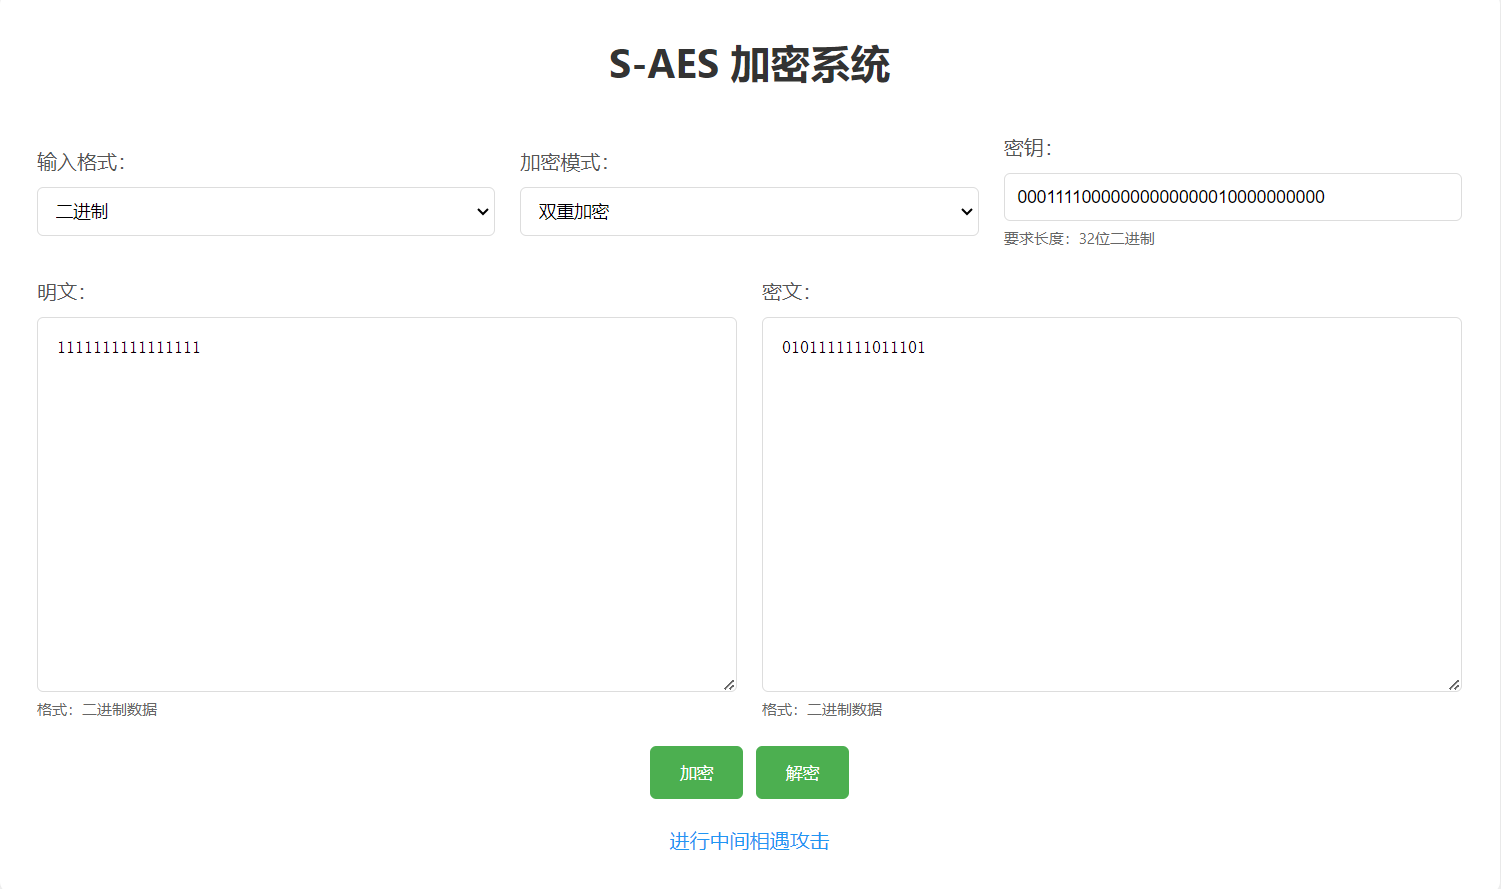 S-AES 加密系统
输入格式：
二进制
加密模式：
双重加密
密钥：
00011110000000000000010000000000
要求长度：32位二进制
明文：
1111111111111111
格式：二进制数据
密文：
0101111111011101
格式：二进制数据
加密
解密
进行中间相遇攻击